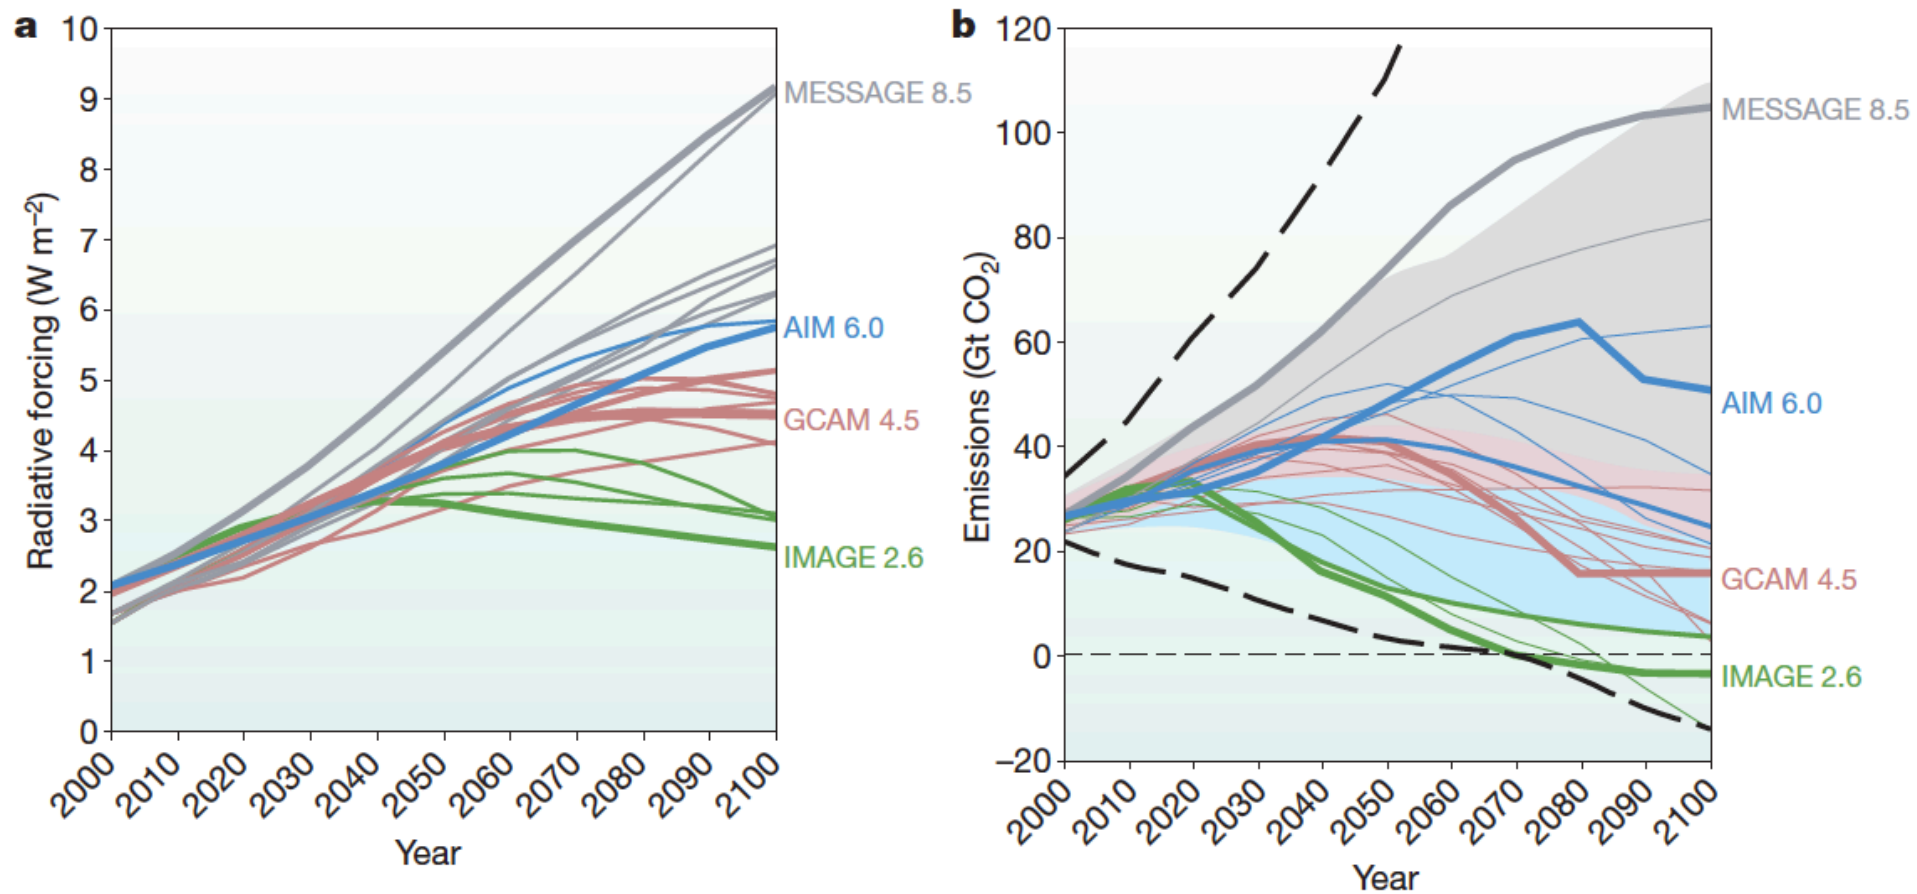 a
Radiative forcing (W m⁻²)
10
9
8
7
6
5
4
3
2
1
0
2000 2010 2020 2030 2040 2050 2060 2070 2080 2090 2100
Year
MESSAGE 8.5
AIM 6.0
GCAM 4.5
IMAGE 2.6
b
Emissions (Gt CO₂)
120
100
80
60
40
20
0
–20
2000 2010 2020 2030 2040 2050 2060 2070 2080 2090 2100
Year
MESSAGE 8.5
AIM 6.0
GCAM 4.5
IMAGE 2.6